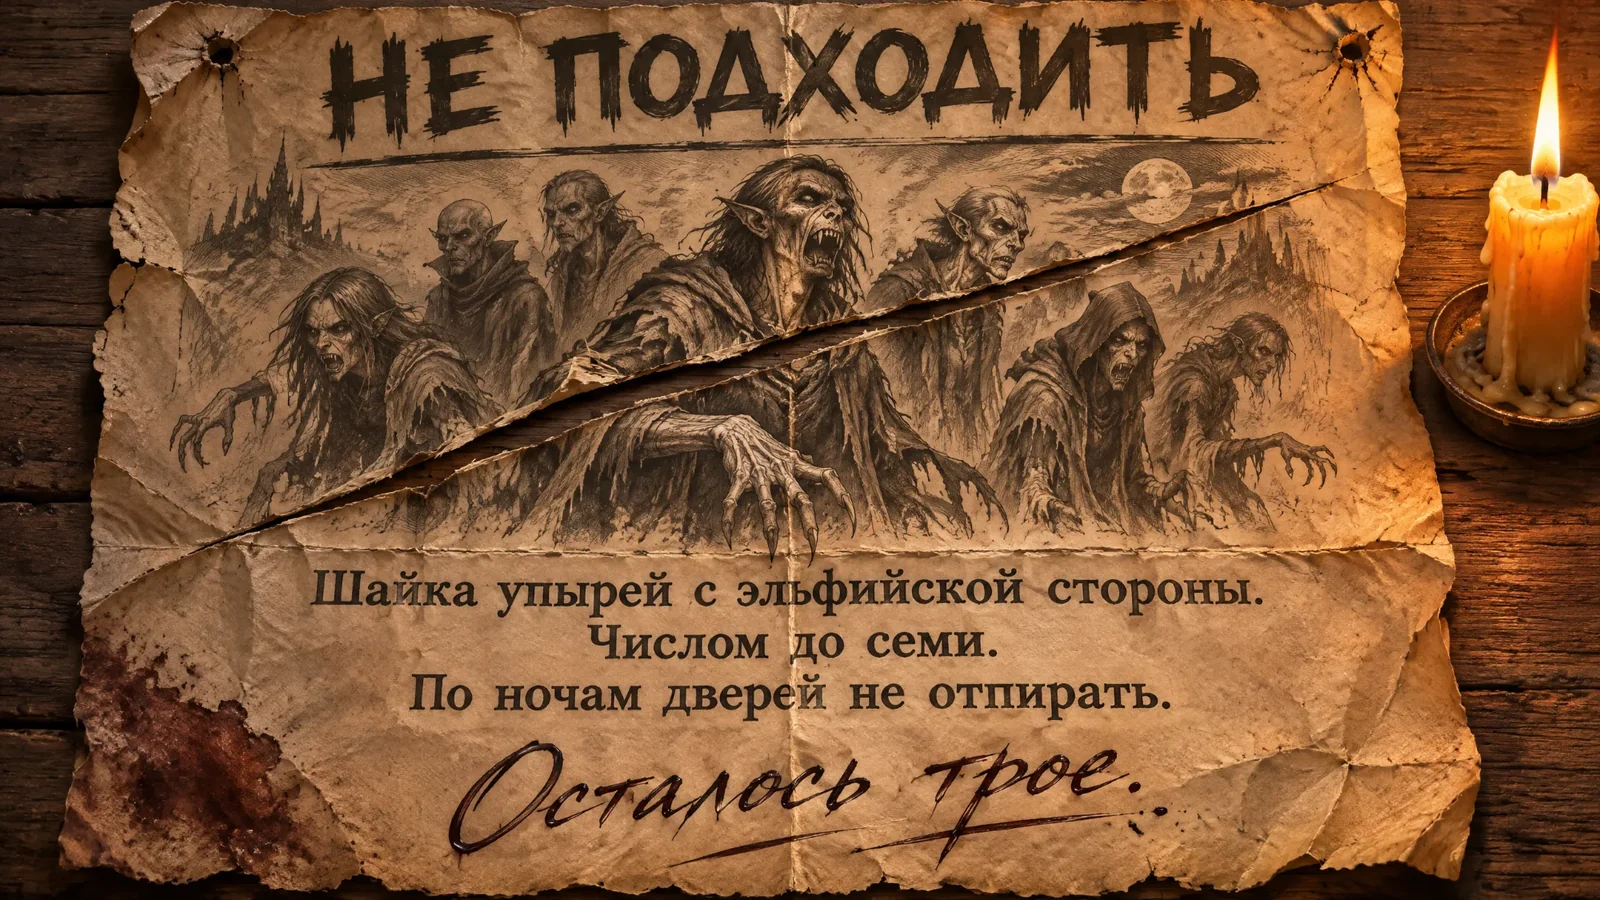 НЕ ПОДХОДИТЬ
Шайка упырей с эльфийской стороны.
Числом до семи.
По ночам дверей не отпирать.
Осталось трое.